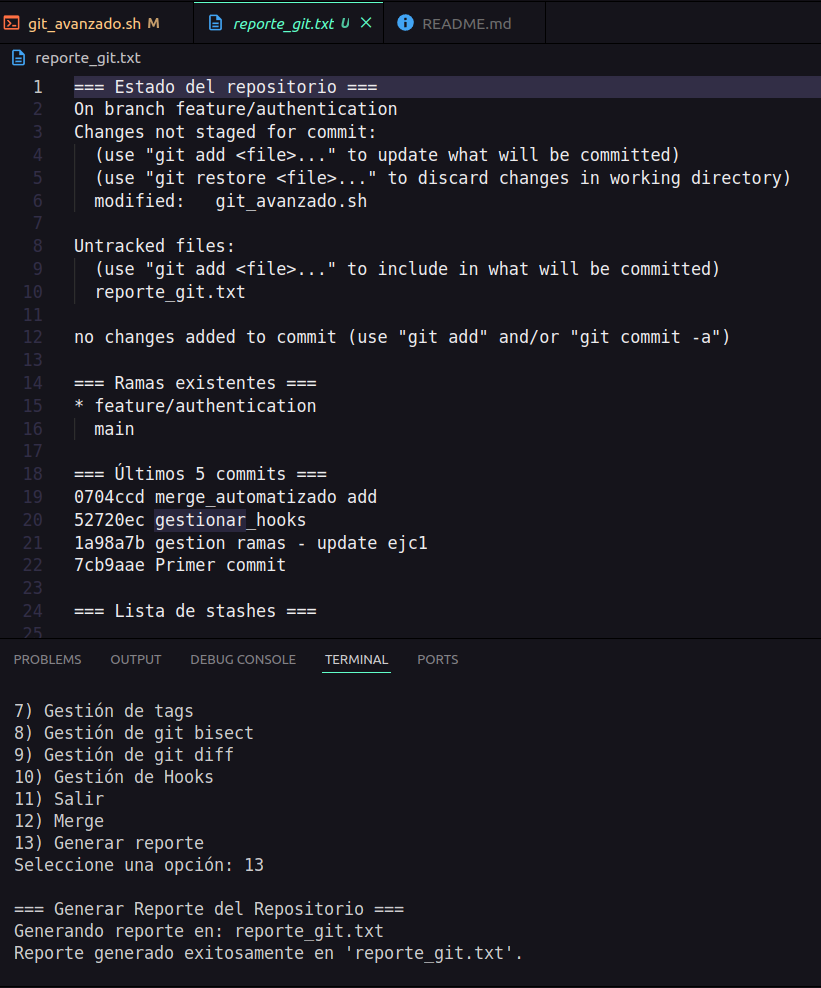 git_avanzado.sh M
reporte_git.txt U
README.md
reporte_git.txt
1 === Estado del repositorio ===
2 On branch feature/authentication
3 Changes not staged for commit:
4 (use "git add <file>..." to update what will be committed)
5 (use "git restore <file>..." to discard changes in working directory)
6 modified:   git_avanzado.sh
7
8 Untracked files:
9 (use "git add <file>..." to include in what will be committed)
10 reporte_git.txt
11
12 no changes added to commit (use "git add" and/or "git commit -a")
13
14 === Ramas existentes ===
15 * feature/authentication
16 main
17
18 === Últimos 5 commits ===
19 0704ccd merge_automatizado add
20 52720ec gestionar_hooks
21 1a98a7b gestion ramas - update ejc1
22 7cb9aae Primer commit
23
24 === Lista de stashes ===
25
PROBLEMS OUTPUT DEBUG CONSOLE TERMINAL PORTS
7) Gestión de tags
8) Gestión de git bisect
9) Gestión de git diff
10) Gestión de Hooks
11) Salir
12) Merge
13) Generar reporte
Seleccione una opción: 13
=== Generar Reporte del Repositorio ===
Generando reporte en: reporte_git.txt
Reporte generado exitosamente en 'reporte_git.txt'.